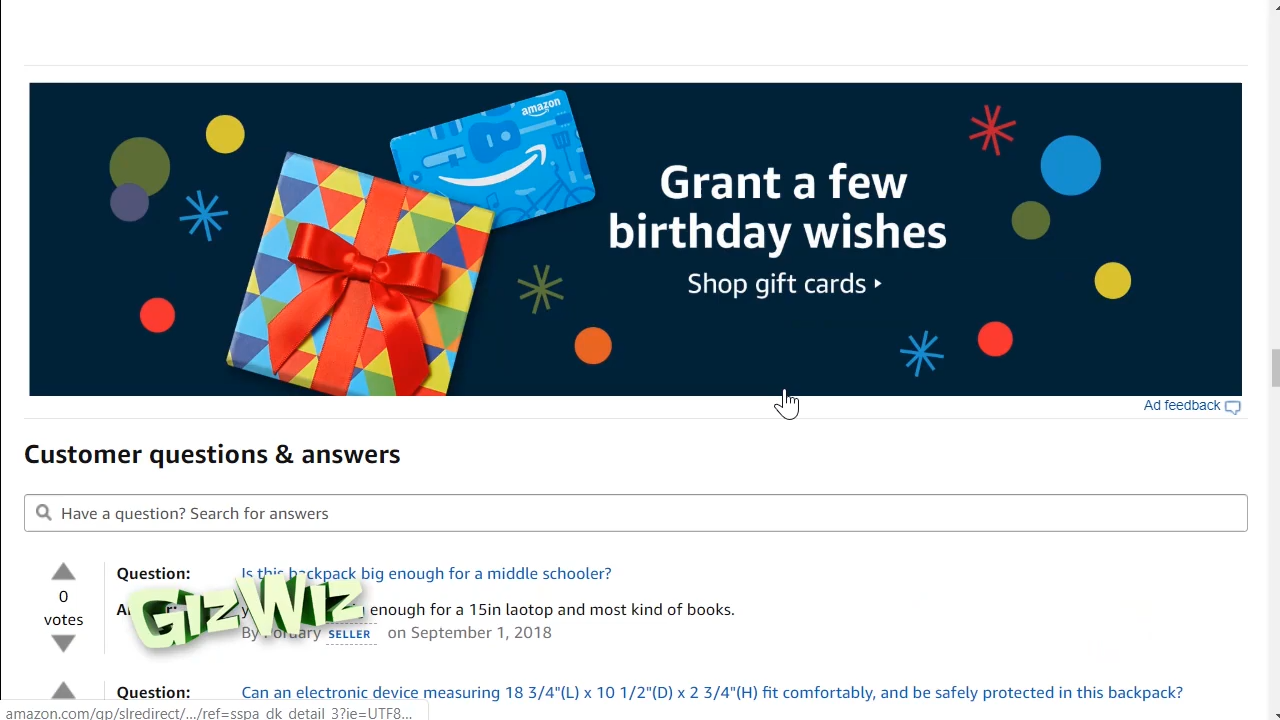 amazon
Grant a few
birthday wishes
Shop gift cards
Ad feedback
Customer questions & answers
Have a question? Search for answers
Question: Is this backpack big enough for a middle schooler?
0
votes
enough for a 15in laotop and most kind of books.
By SELLER on September 1, 2018
GizWiz
Question: Can an electronic device measuring 18 3/4"(L) x 10 1/2"(D) x 2 3/4"(H) fit comfortably, and be safely protected in this backpack?
amazon.com/gp/slredirect/.../ref=sspa_dk_detail_3?ie=UTF8...